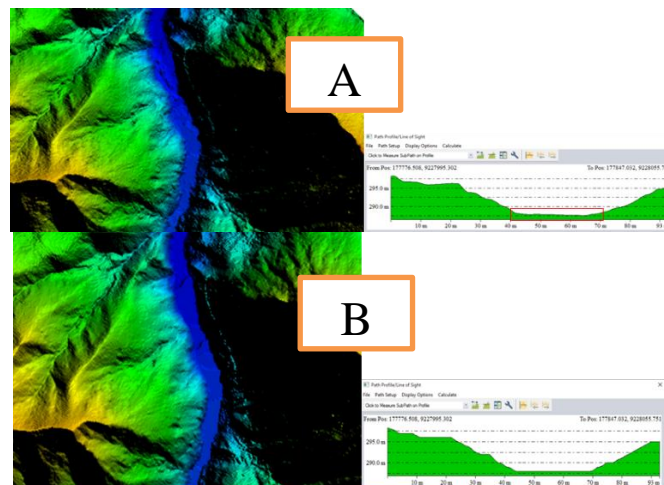 A
Path Profile/Line of Sight
File Path Setup Display Options Calculate
Click to Measure SubPath on Profile
From Pos: 177776.508, 9227995.302 To Pos: 177847.032, 9228055.7
295.0 m
290.0 m
10 m 20 m 30 m 40 m 50 m 60 m 70 m 80 m 93
B
Path Profile/Line of Sight
File Path Setup Display Options Calculate
Click to Measure SubPath on Profile
From Pos: 177776.508, 9227995.302 To Pos: 177847.032, 9228055.751
295.0 m
290.0 m
10 m 20 m 30 m 40 m 50 m 60 m 70 m 80 m 93 m